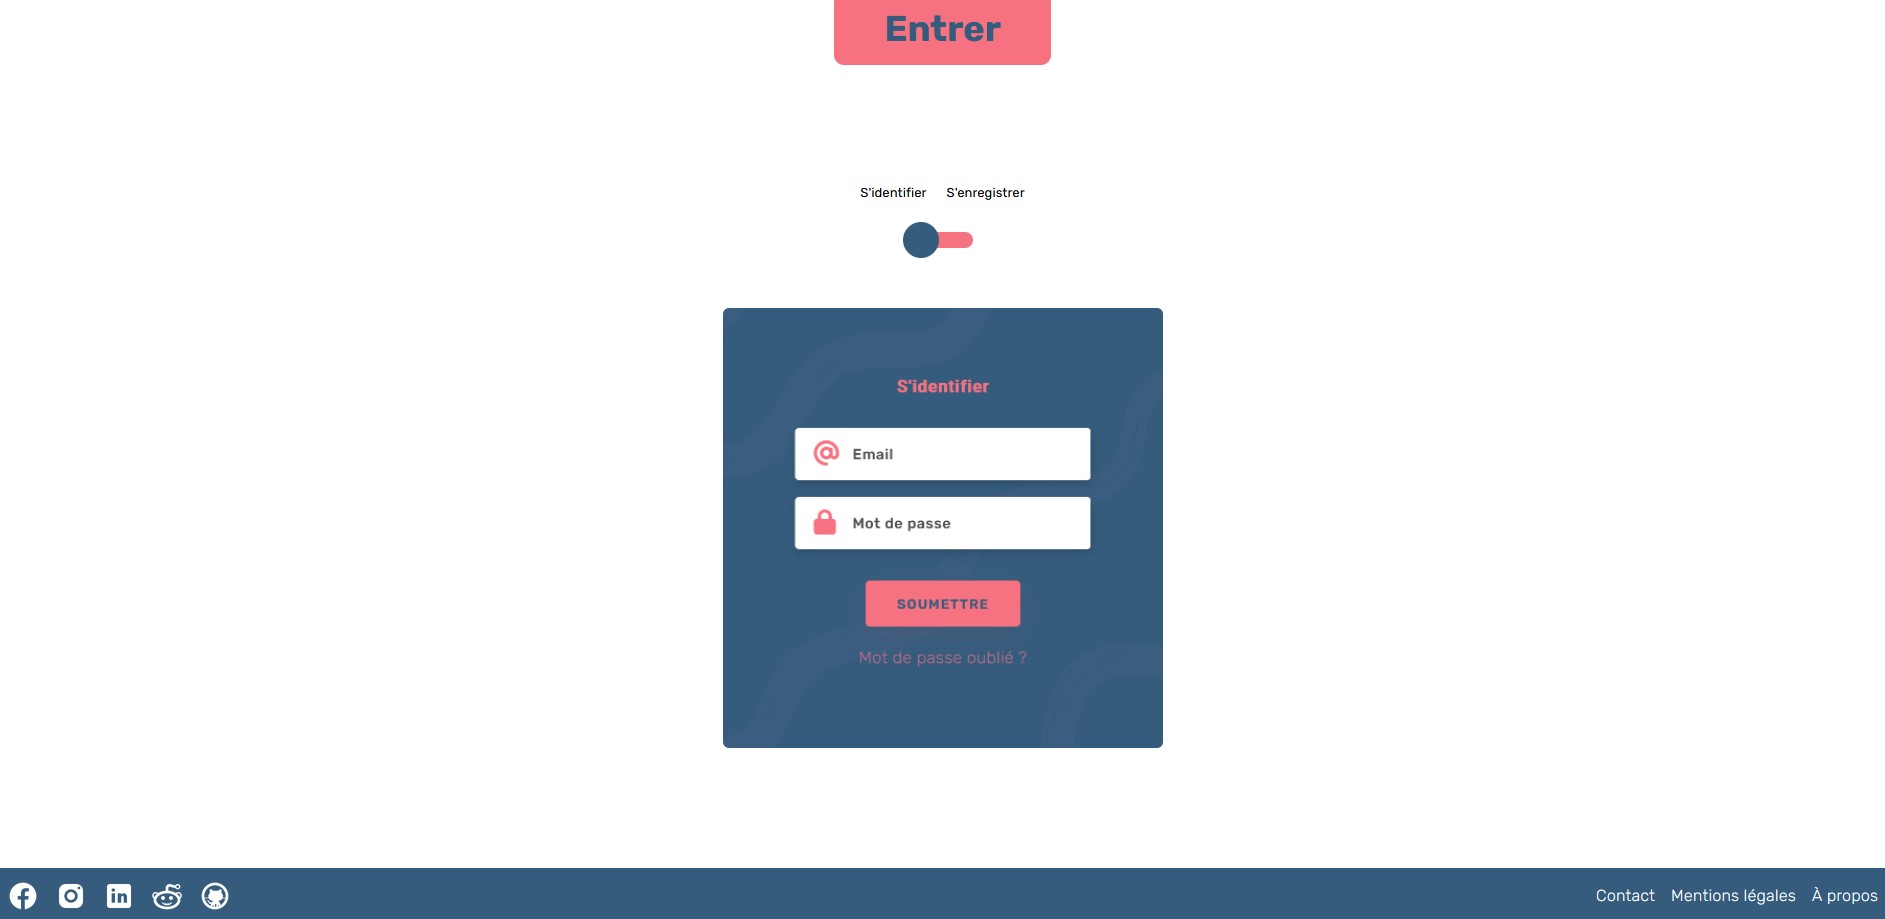 Entrer
S'identifier S'enregistrer
S'identifier
Email
Mot de passe
SOUMETTRE
Mot de passe oublié ?
Contact Mentions légales À propos